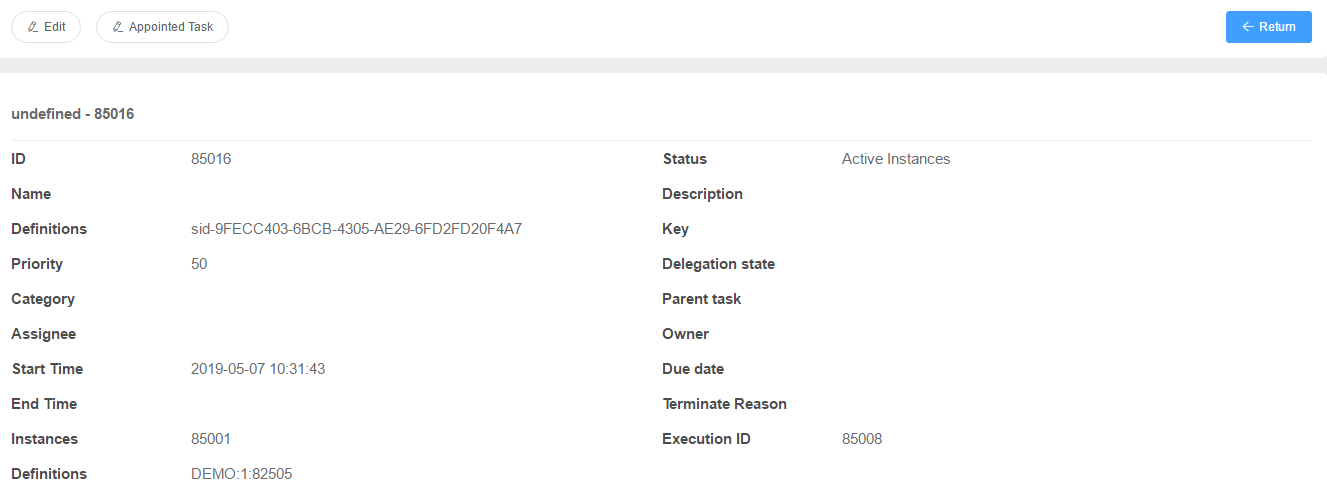 Edit Appointed Task Return
undefined - 85016
ID 85016 Status Active Instances
Name Description
Definitions sid-9FECC403-6BCB-4305-AE29-6FD2FD20F4A7 Key
Priority 50 Delegation state
Category Parent task
Assignee Owner
Start Time 2019-05-07 10:31:43 Due date
End Time Terminate Reason
Instances 85001 Execution ID 85008
Definitions DEMO:1:82505